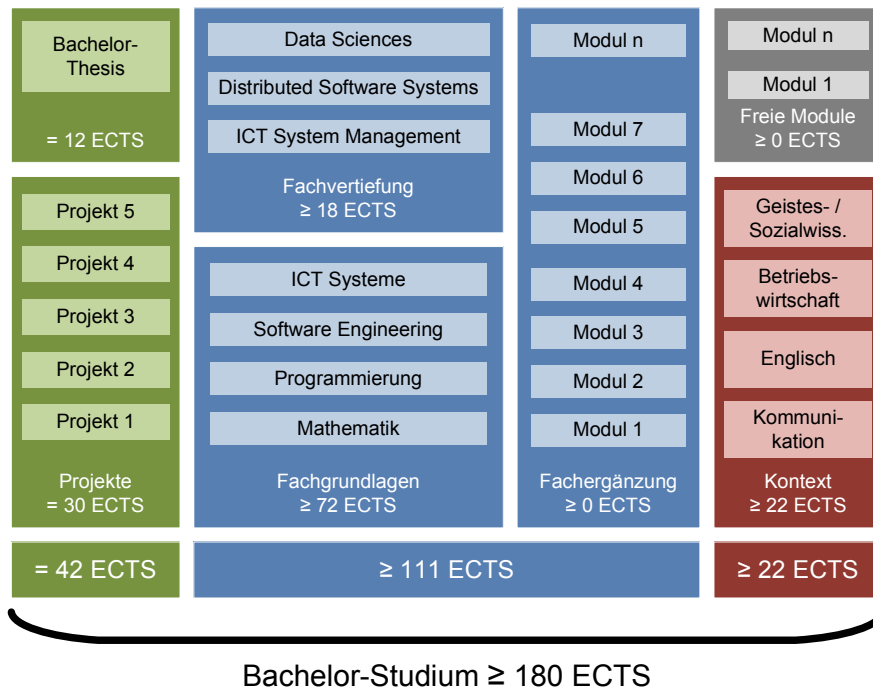 Bachelor-
Thesis
= 12 ECTS
Projekt 5
Projekt 4
Projekt 3
Projekt 2
Projekt 1
Projekte
= 30 ECTS
= 42 ECTS
Data Sciences
Distributed Software Systems
ICT System Management
Fachvertiefung
≥ 18 ECTS
ICT Systeme
Software Engineering
Programmierung
Mathematik
Fachgrundlagen
≥ 72 ECTS
Modul n
Modul 7
Modul 6
Modul 5
Modul 4
Modul 3
Modul 2
Modul 1
Fachergänzung
≥ 0 ECTS
≥ 111 ECTS
Modul n
Modul 1
Freie Module
≥ 0 ECTS
Geistes- /
Sozialwiss.
Betriebs-
wirtschaft
Englisch
Kommuni-
kation
Kontext
≥ 22 ECTS
≥ 22 ECTS
Bachelor-Studium ≥ 180 ECTS